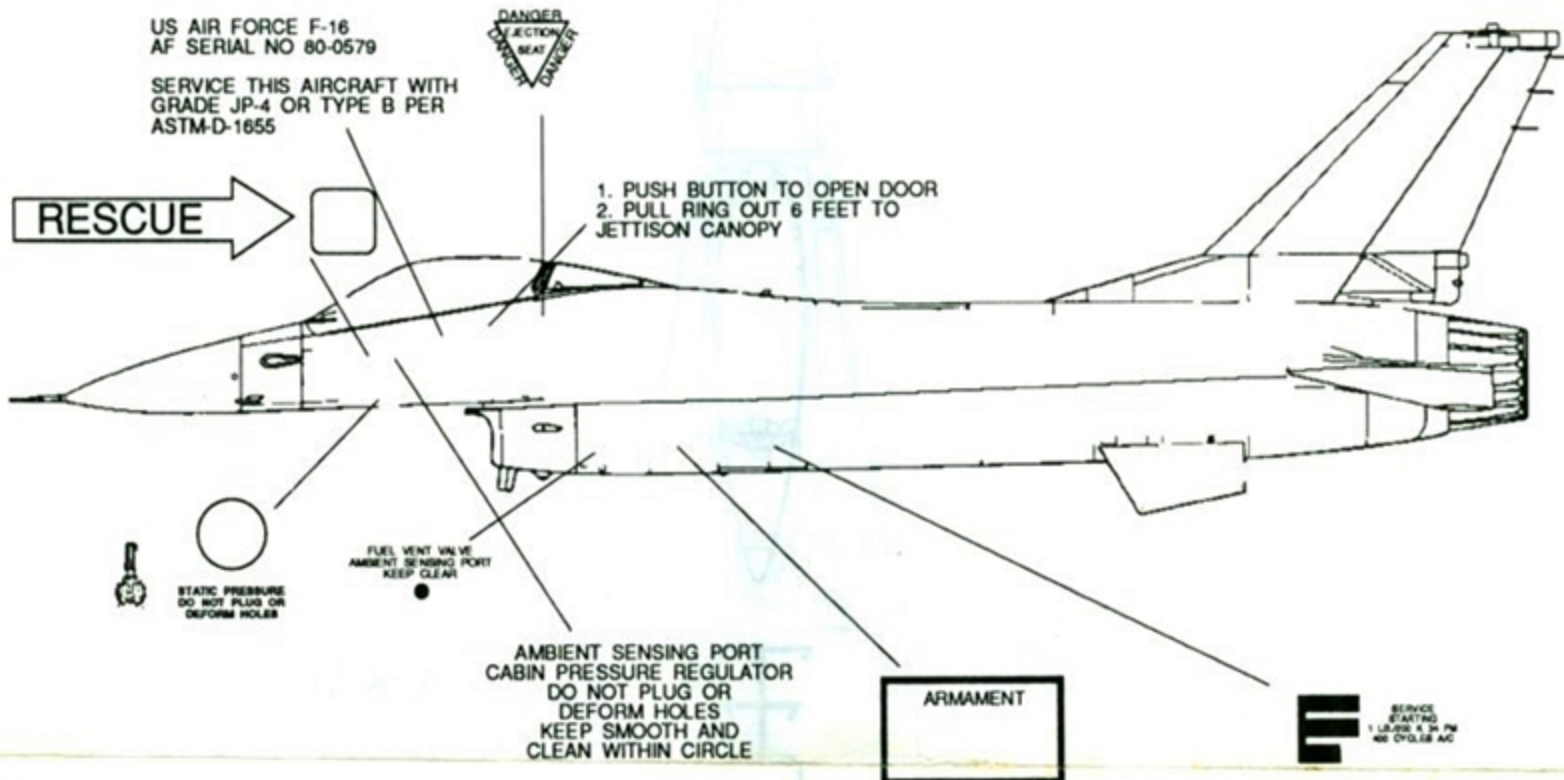 US AIR FORCE F-16
AF SERIAL NO 80-0579
SERVICE THIS AIRCRAFT WITH
GRADE JP-4 OR TYPE B PER
ASTM-D-1655
DANGER
EJECTION
SEAT
DANGER
DANGER
RESCUE
1. PUSH BUTTON TO OPEN DOOR
2. PULL RING OUT 6 FEET TO
JETTISON CANOPY
STATIC PRESSURE
DO NOT PLUG OR
DEFORM HOLES
FUEL VENT VALVE
AMBIENT SENSING PORT
KEEP CLEAR
AMBIENT SENSING PORT
CABIN PRESSURE REGULATOR
DO NOT PLUG OR
DEFORM HOLES
KEEP SMOOTH AND
CLEAN WITHIN CIRCLE
ARMAMENT
SERVICE
STARTING
400 CYCLES A/C